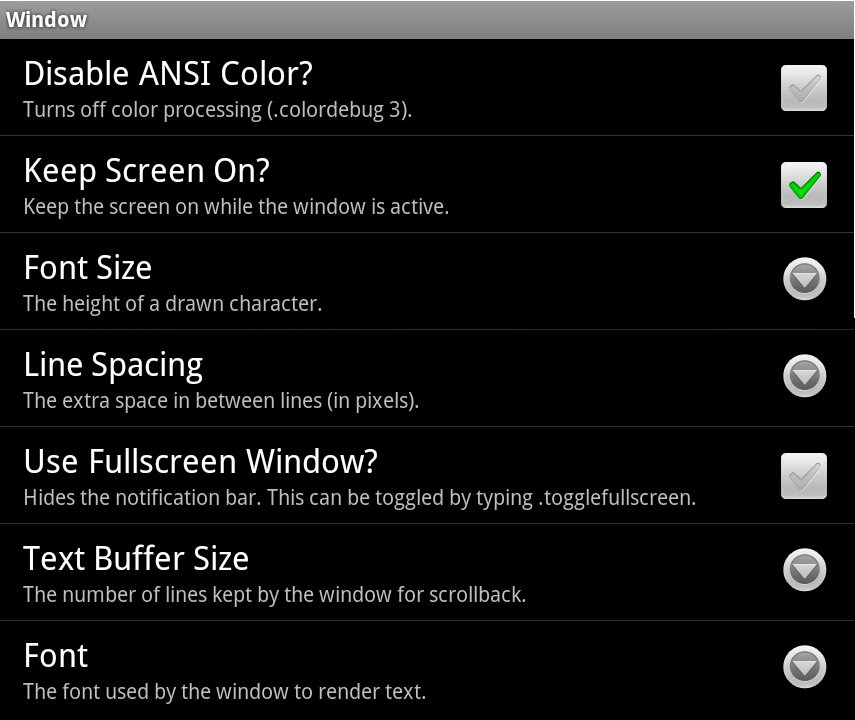 Window
Disable ANSI Color?
Turns off color processing (.colordebug 3).
Keep Screen On?
Keep the screen on while the window is active.
Font Size
The height of a drawn character.
Line Spacing
The extra space in between lines (in pixels).
Use Fullscreen Window?
Hides the notification bar. This can be toggled by typing .togglefullscreen.
Text Buffer Size
The number of lines kept by the window for scrollback.
Font
The font used by the window to render text.